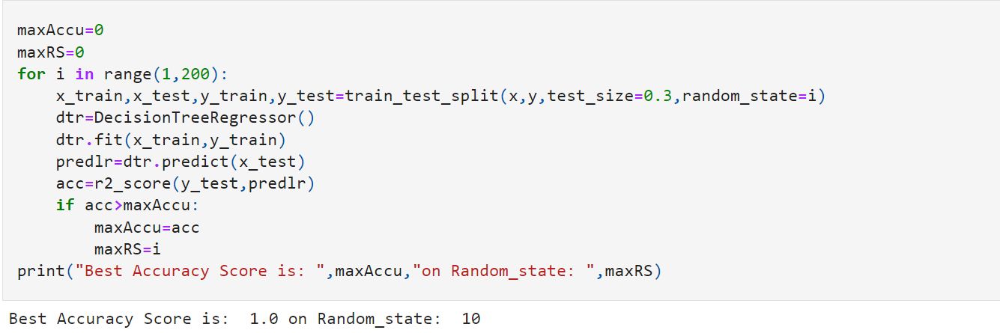 maxAccu=0
maxRS=0
for i in range(1,200):
    x_train,x_test,y_train,y_test=train_test_split(x,y,test_size=0.3,random_state=i)
    dtr=DecisionTreeRegressor()
    dtr.fit(x_train,y_train)
    predlr=dtr.predict(x_test)
    acc=r2_score(y_test,predlr)
    if acc>maxAccu:
        maxAccu=acc
        maxRS=i
print("Best Accuracy Score is: ",maxAccu,"on Random_state: ",maxRS)
Best Accuracy Score is:  1.0 on Random_state:  10